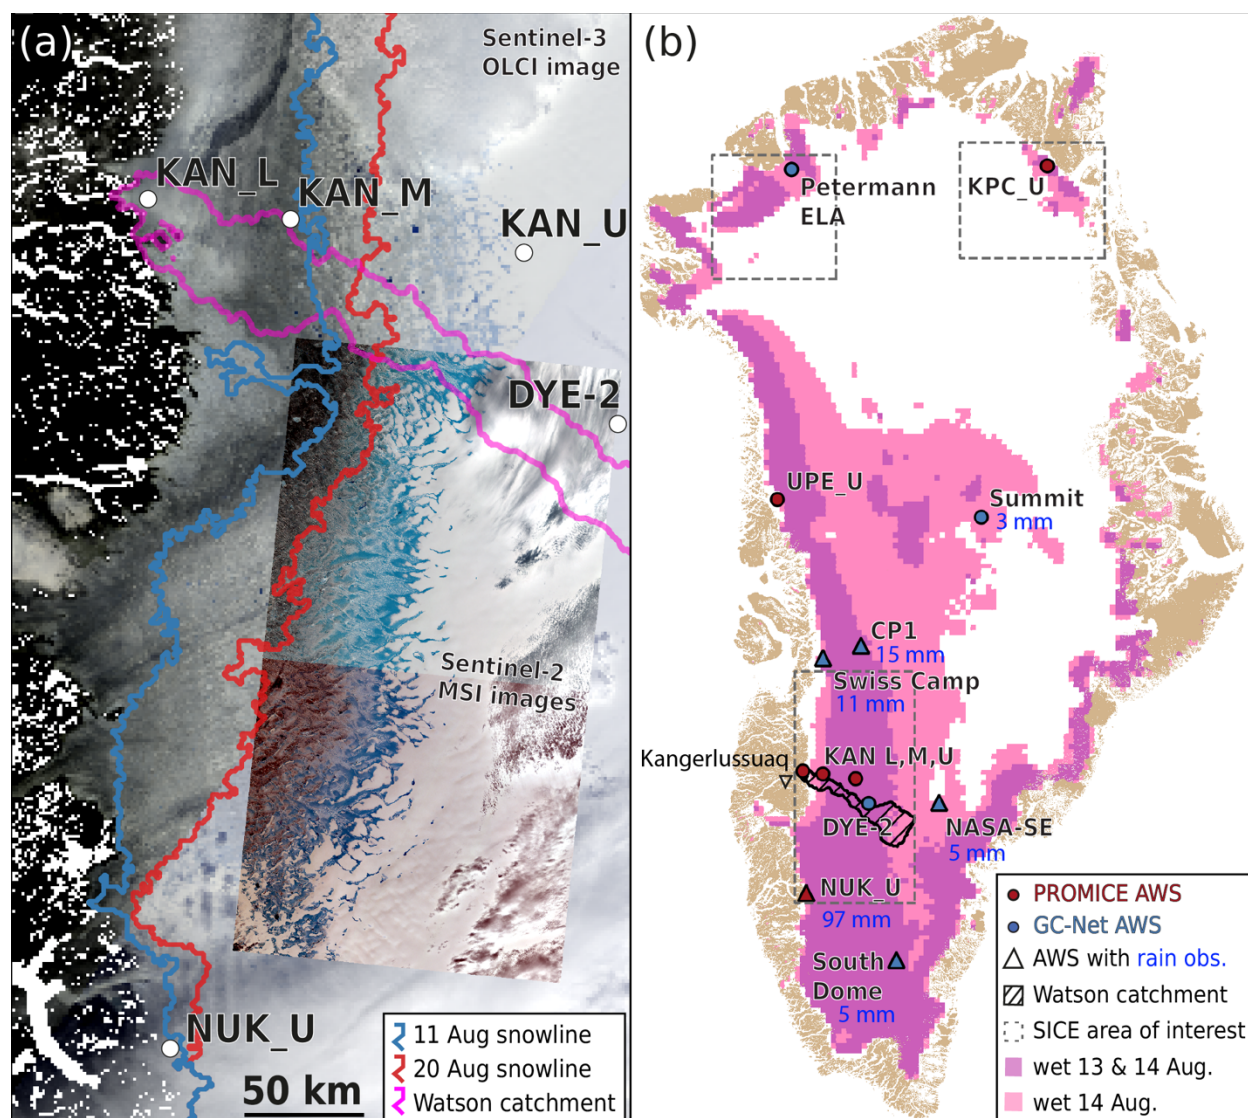 (a)
Sentinel-3
OLCI image
KAN_L
KAN_M
KAN_U
DYE-2
Sentinel-2
MSI images
NUK_U
50 km
11 Aug snowline
20 Aug snowline
Watson catchment
(b)
Petermann
ELA
KPC_U
UPE_U
Summit
3 mm
CP1
15 mm
Swiss Camp
11 mm
Kangerlussuaq
KAN L,M,U
DYE-2
NASA-SE
5 mm
NUK_U
97 mm
South
Dome
5 mm
PROMICE AWS
GC-Net AWS
AWS with rain obs.
Watson catchment
SICE area of interest
wet 13 & 14 Aug.
wet 14 Aug.